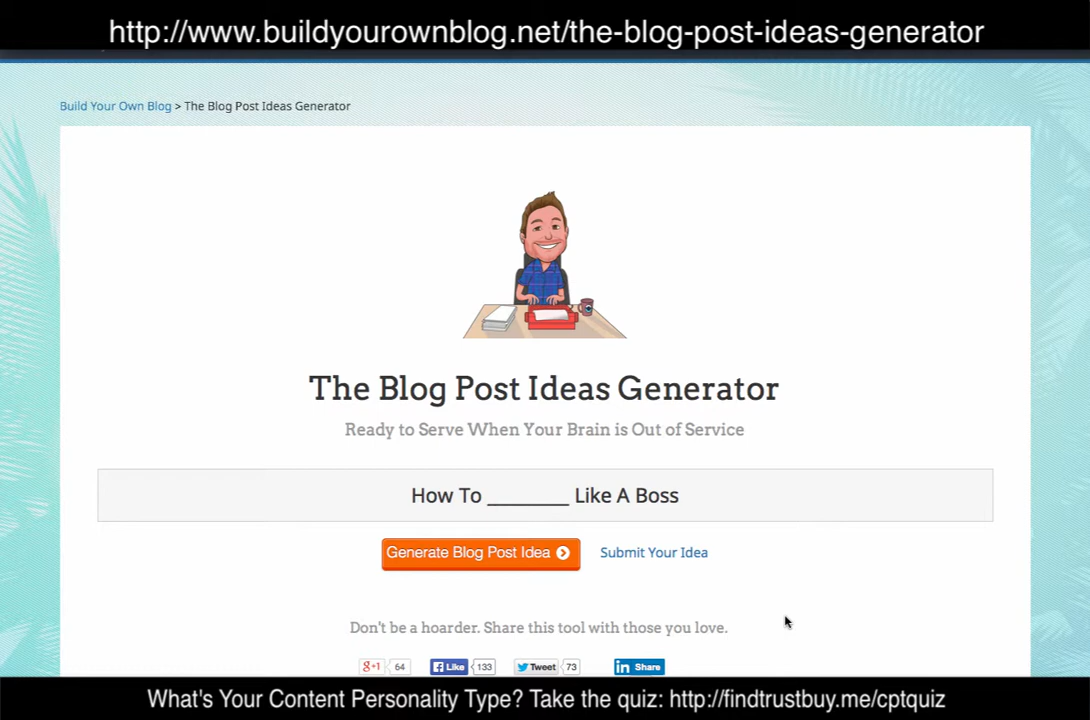 http://www.buildyourownblog.net/the-blog-post-ideas-generator
Build Your Own Blog > The Blog Post Ideas Generator
The Blog Post Ideas Generator
Ready to Serve When Your Brain is Out of Service
How To ________ Like A Boss
Generate Blog Post Idea
Submit Your Idea
Don't be a hoarder. Share this tool with those you love.
g+1 64 Like 133 Tweet 73 in Share
What's Your Content Personality Type? Take the quiz: http://findtrustbuy.me/cptquiz